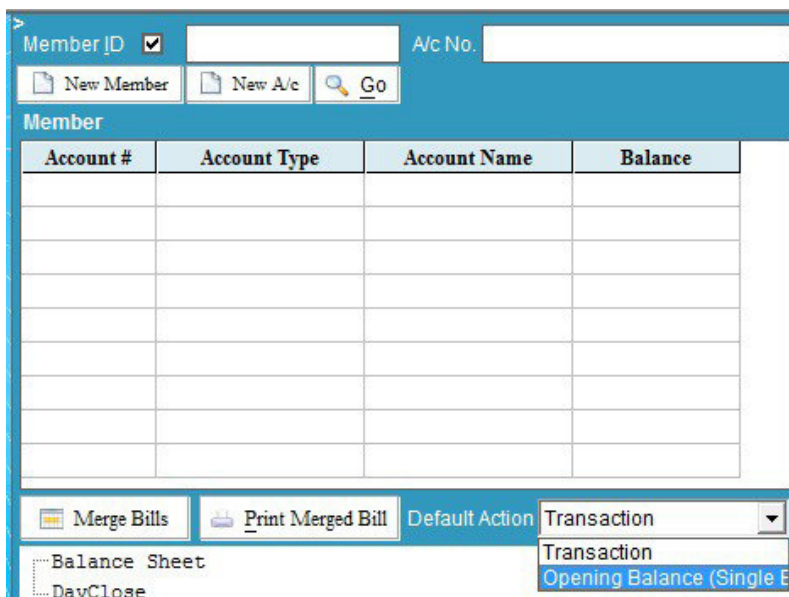 >
Member ID A/c No.
New Member New A/c Go
Member
Account # Account Type Account Name Balance
Merge Bills Print Merged Bill Default Action Transaction
Transaction
Opening Balance (Single
Balance Sheet
DayClose